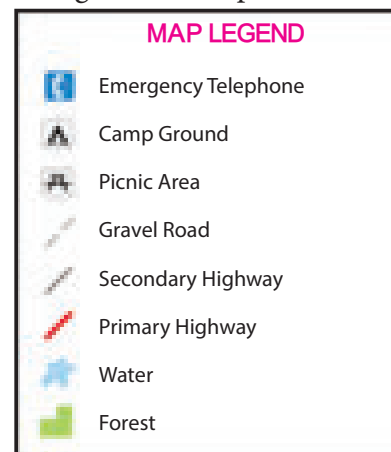 MAP LEGEND
Emergency Telephone
Camp Ground
Picnic Area
Gravel Road
Secondary Highway
Primary Highway
Water
Forest